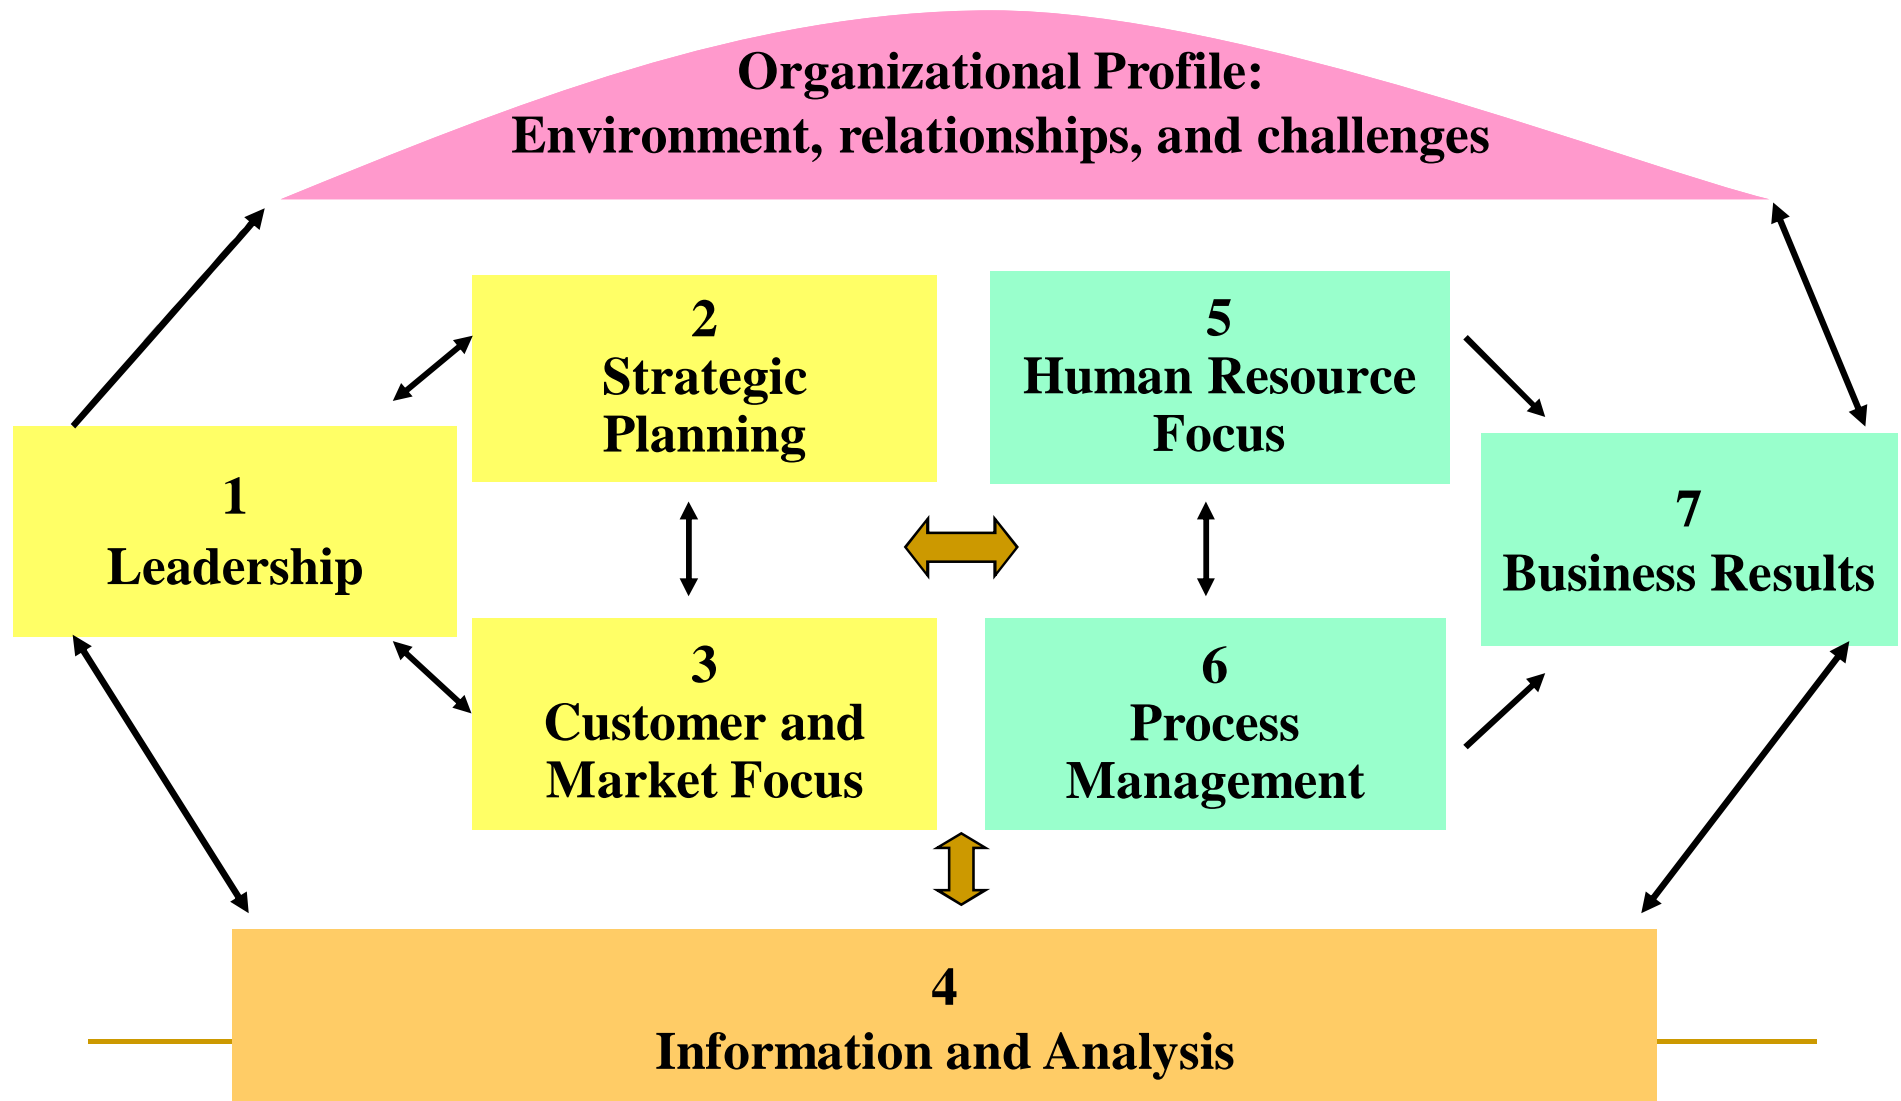 Organizational Profile:
Environment, relationships, and challenges
1
Leadership
2
Strategic
Planning
3
Customer and
Market Focus
5
Human Resource
Focus
6
Process
Management
7
Business Results
4
Information and Analysis